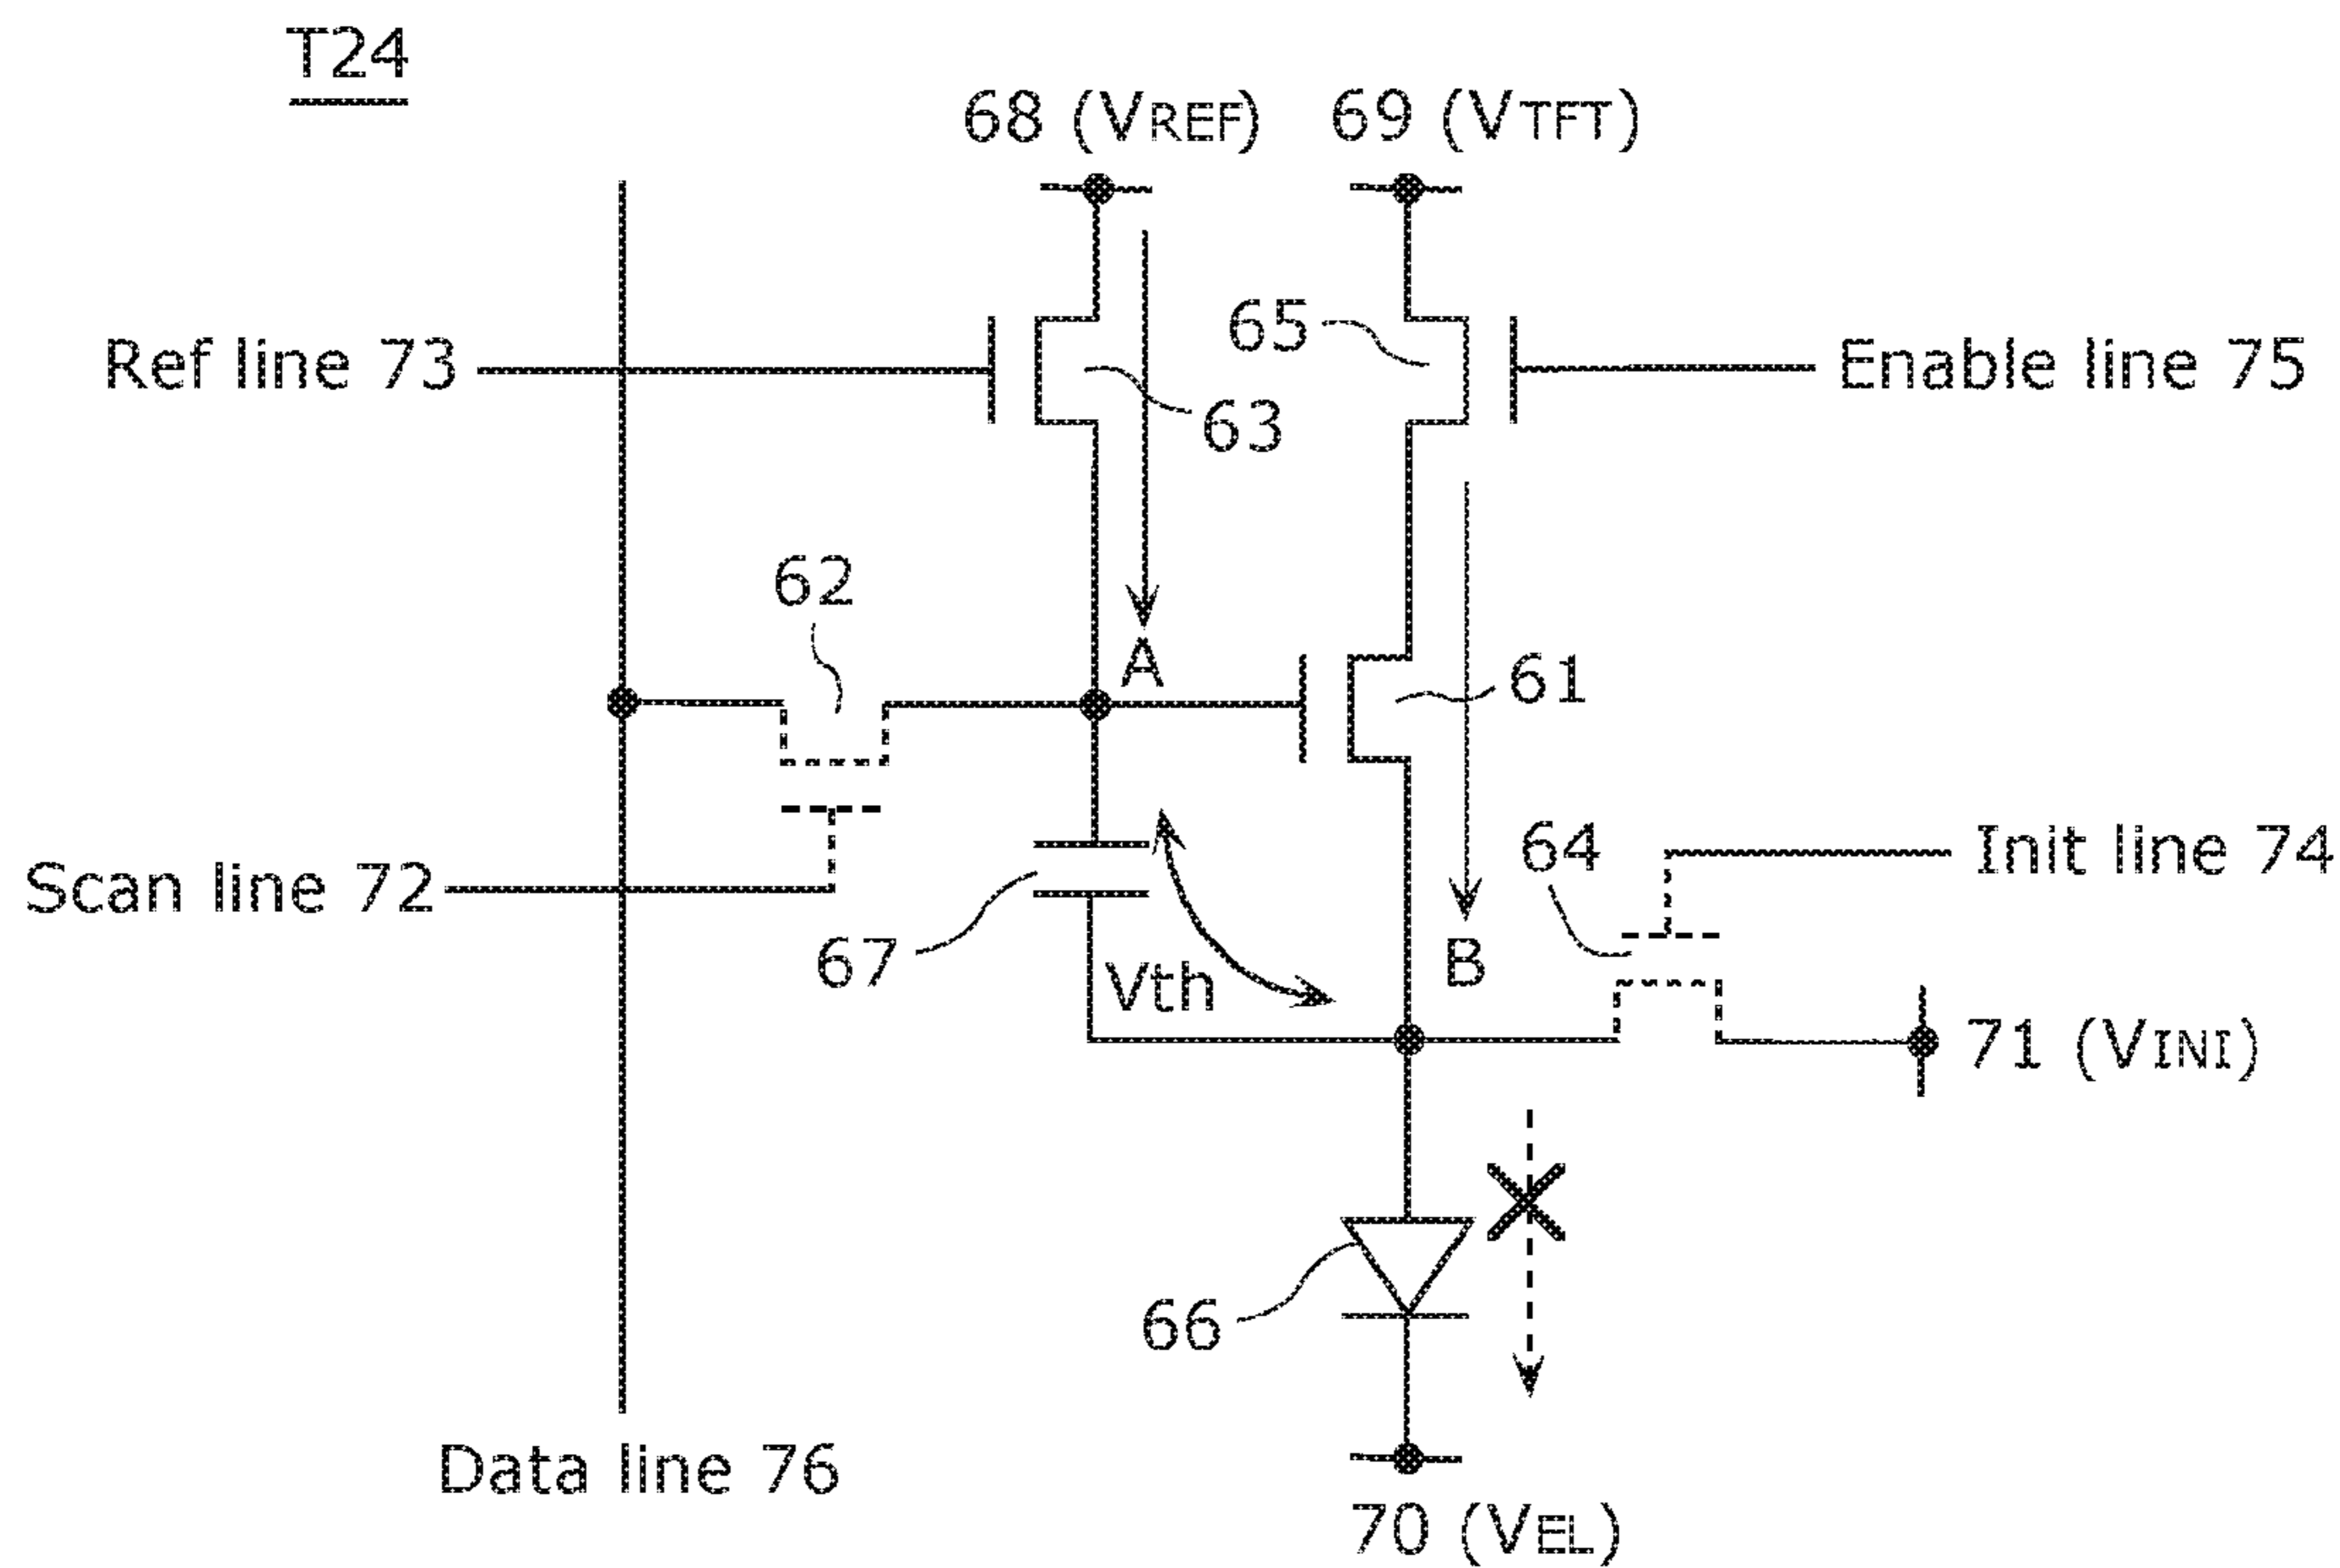 T24
68 (VREF)
69 (VTFT)
Ref line 73
65
63
Enable line 75
62
A
61
Scan line 72
67
Vth
B
64
Init line 74
71 (VINI)
66
Data line 76
70 (VEL)